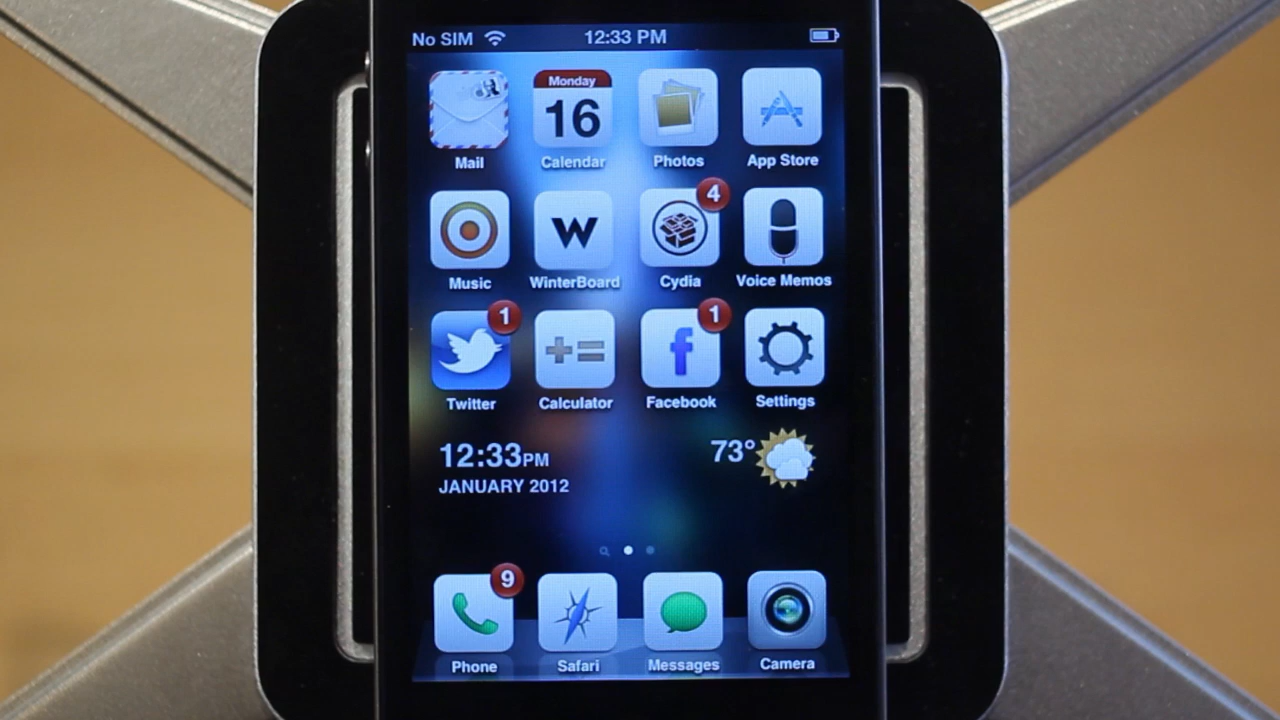 No SIM 12:33 PM
Monday
16
Mail Calendar Photos App Store
4
W
Music WinterBoard Cydia Voice Memos
1 1
f
Twitter Calculator Facebook Settings
12:33PM 73°
JANUARY 2012
9
Phone Safari Messages Camera